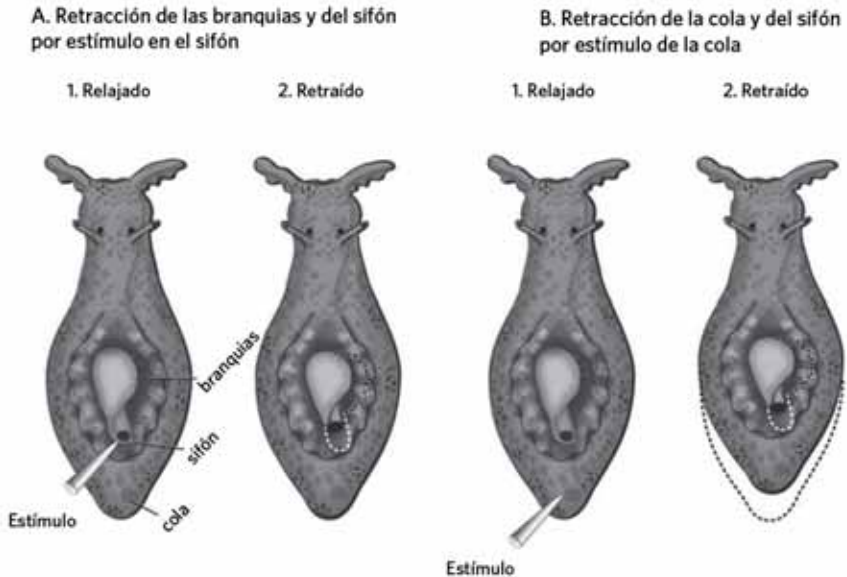 A. Retracción de las branquias y del sifón
por estímulo en el sifón
1. Relajado
2. Retraído
branquias
sifón
cola
Estímulo
B. Retracción de la cola y del sifón
por estímulo de la cola
1. Relajado
2. Retraído
Estímulo